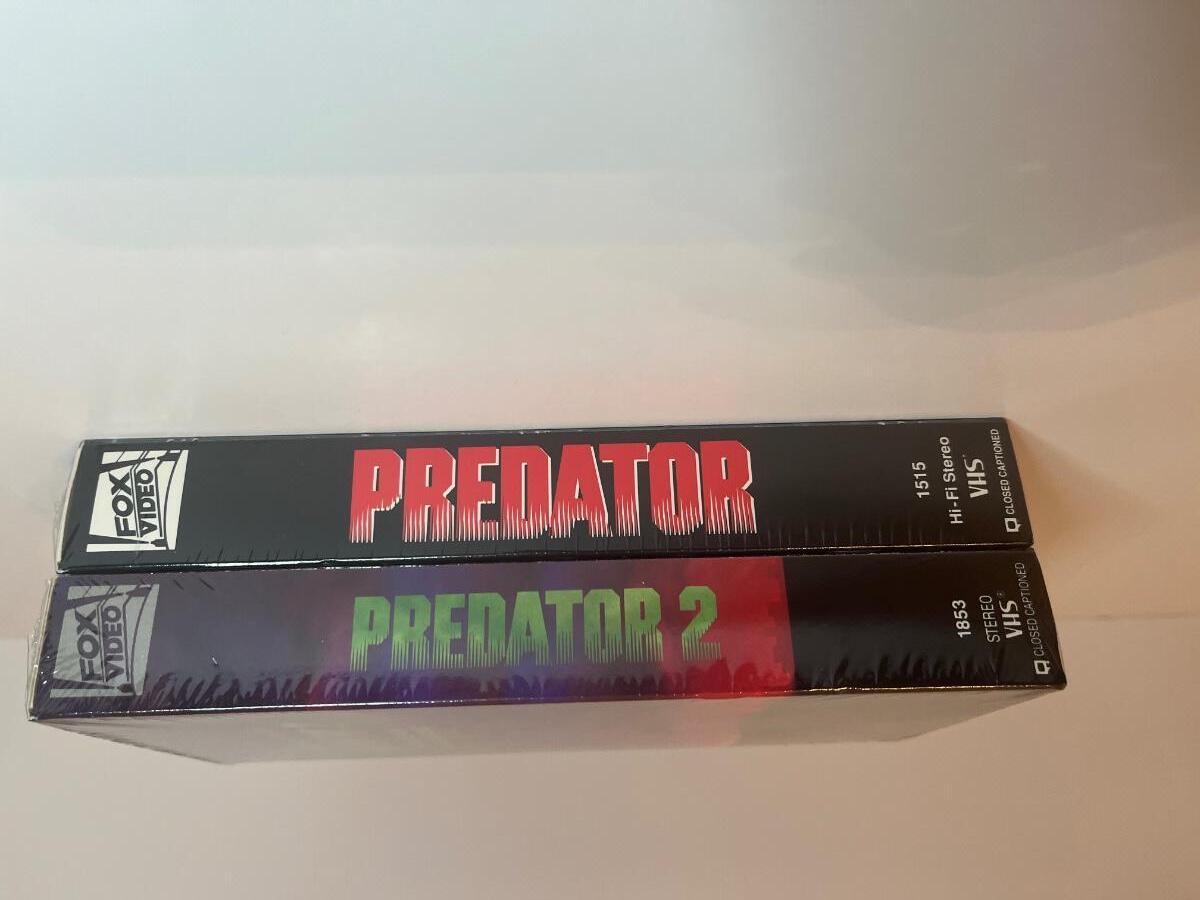 FOX
VIDEO
PREDATOR
1515
Hi-Fi Stereo
VHS
CLOSED CAPTIONED
FOX
VIDEO
PREDATOR 2
1853
STEREO
VHS®
CLOSED CAPTIONED